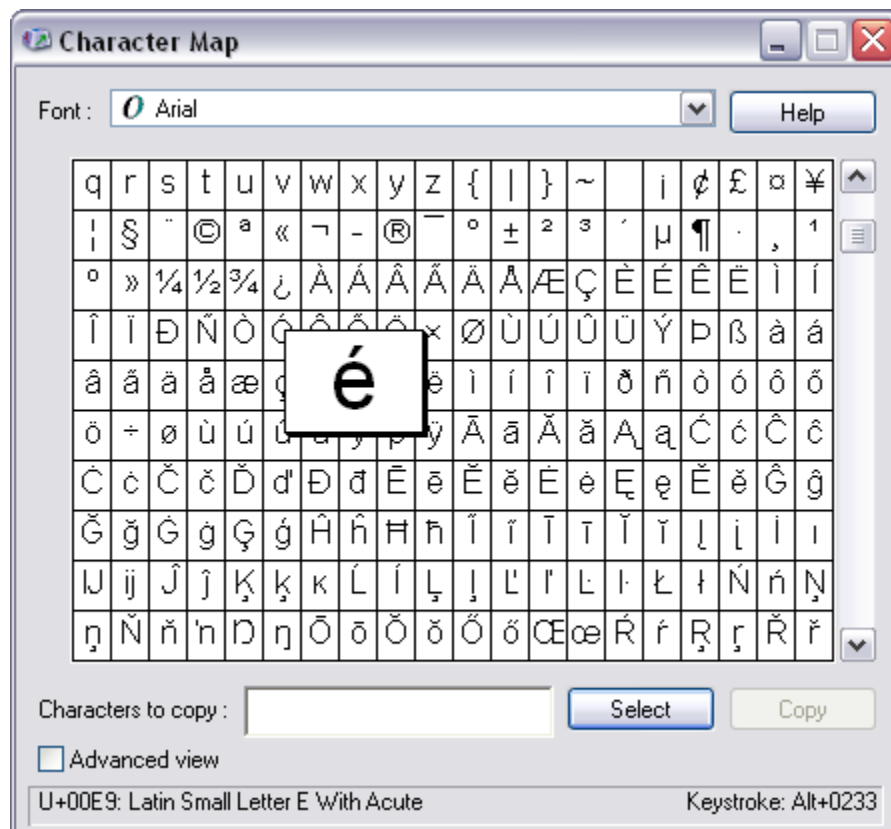 Character Map
Font : O Arial Help
q r s t u v w x y z { | } ~ ¡ ¢ £ ¤ ¥
¦ § ¨ © ª « ¬ - ® ¯ ° ± ² ³ ´ µ ¶ · ¸ ¹
º » ¼ ½ ¾ ¿ À Á Â Ã Ä Å Æ Ç È É Ê Ë Ì Í
Î Ï Ð Ñ Ò Ó Ô Õ Ö × Ø Ù Ú Û Ü Ý Þ ß à á
é
â ã ä å æ ç ë ì í î ï ð ñ ò ó ô õ
ö ÷ ø ù ú û ü ý þ ÿ Ā ā Ă ă Ą ą Ć ć Ĉ ĉ
Ċ ċ Č č Ď ď Đ đ Ē ē Ĕ ĕ Ė ė Ę ę Ě ě Ĝ ĝ
Ğ ğ Ġ ġ Ģ ģ Ĥ ĥ Ħ ħ Ĩ ĩ Ī ī Ĭ ĭ Į į İ ı
Ĳ ĳ Ĵ ĵ Ķ ķ ĸ Ĺ ĺ Ļ ļ Ľ ľ Ŀ ŀ Ł ł Ń ń Ņ
ņ Ň ň ŉ Ŋ ŋ Ō ō Ŏ ŏ Ő ő Œ œ Ŕ ŕ Ŗ ŗ Ř ř
Characters to copy : Select Copy
Advanced view
U+00E9: Latin Small Letter E With Acute Keystroke: Alt+0233